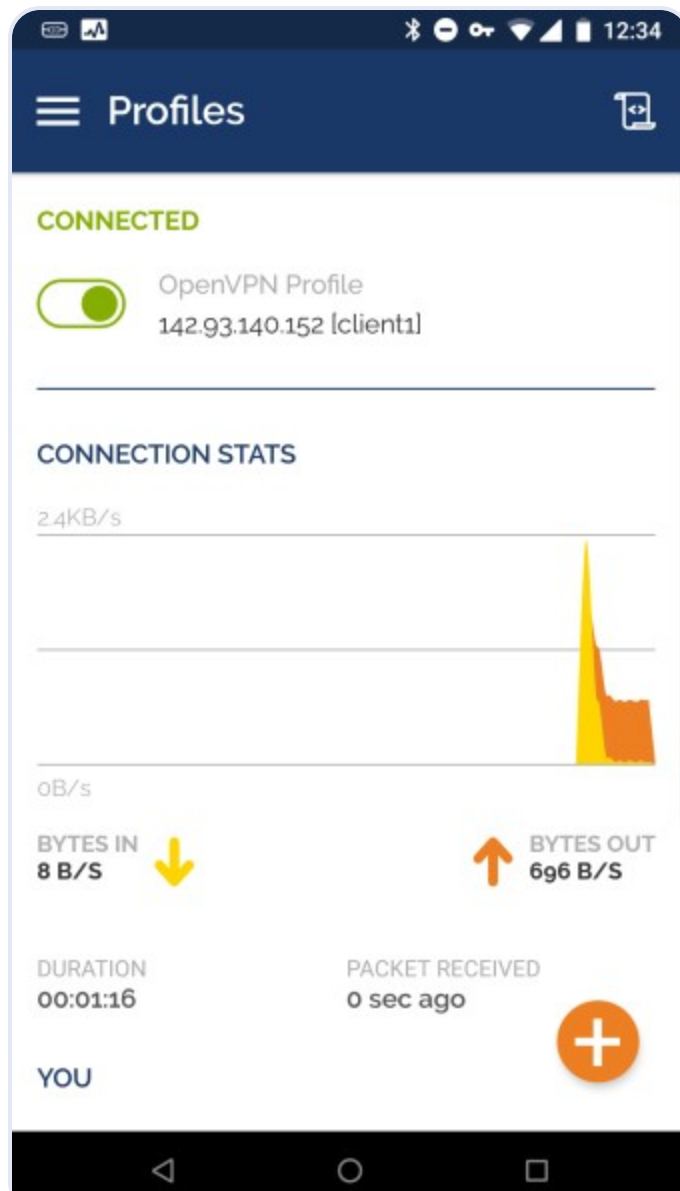 12:34
Profiles
CONNECTED
OpenVPN Profile
142.93.140.152 [client1]
CONNECTION STATS
2.4KB/s
0B/s
BYTES IN
8 B/S
BYTES OUT
696 B/S
DURATION
00:01:16
PACKET RECEIVED
0 sec ago
YOU